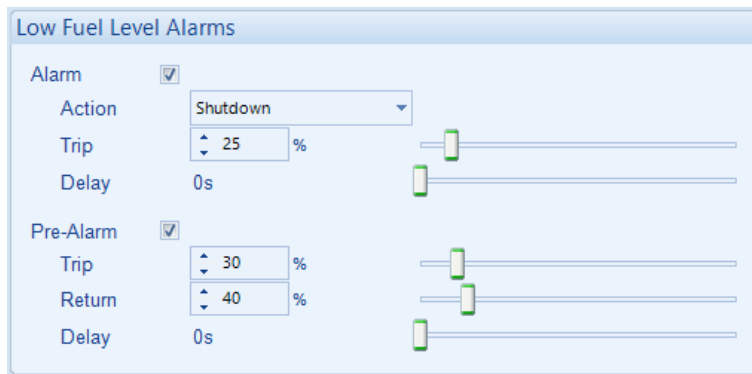 Low Fuel Level Alarms
Alarm
Action Shutdown
Trip 25 %
Delay 0s
Pre-Alarm
Trip 30 %
Return 40 %
Delay 0s